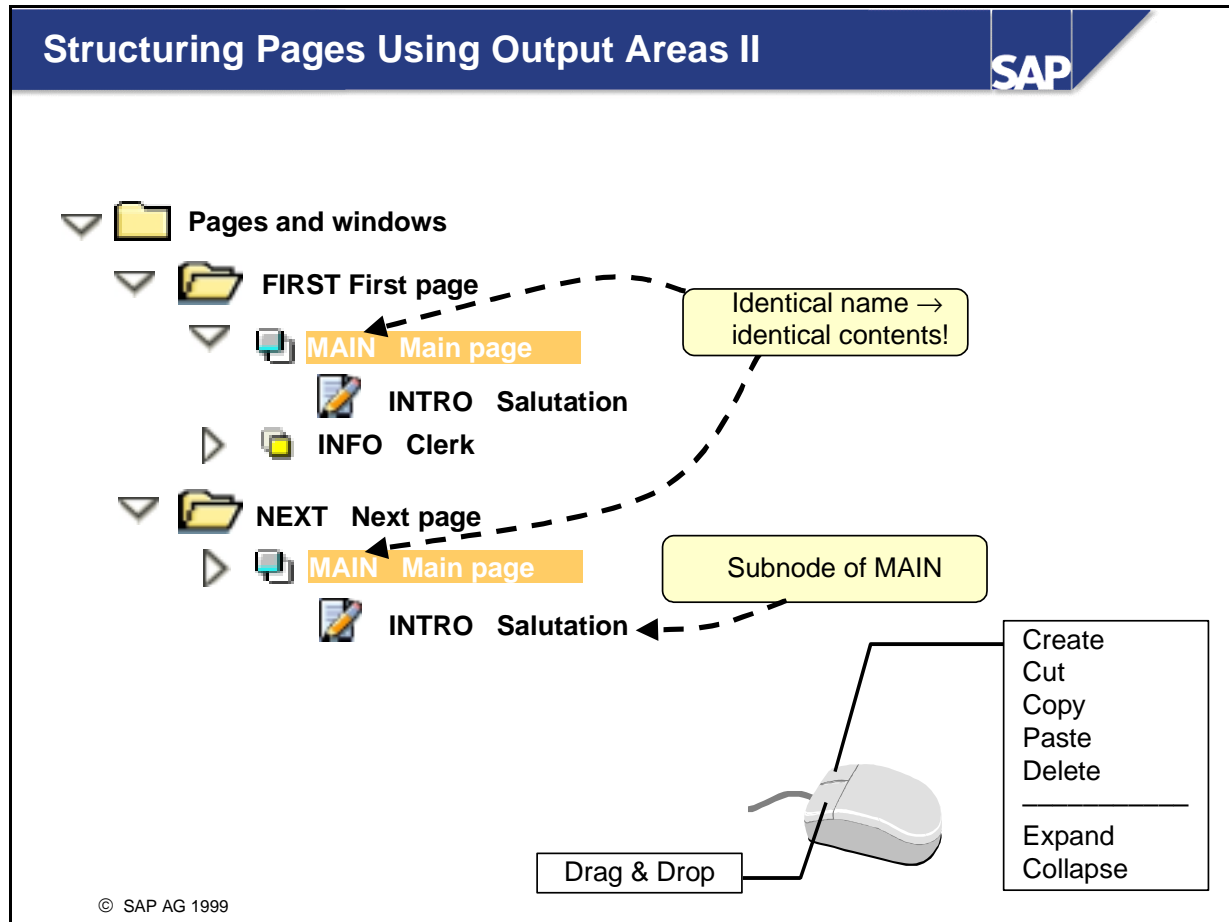 Structuring Pages Using Output Areas II
SAP
Pages and windows
FIRST First page
Identical name →
identical contents!
MAIN Main page
INTRO Salutation
INFO Clerk
NEXT Next page
MAIN Main page
Subnode of MAIN
INTRO Salutation
Create
Cut
Copy
Paste
Delete
Expand
Collapse
Drag & Drop
© SAP AG 1999